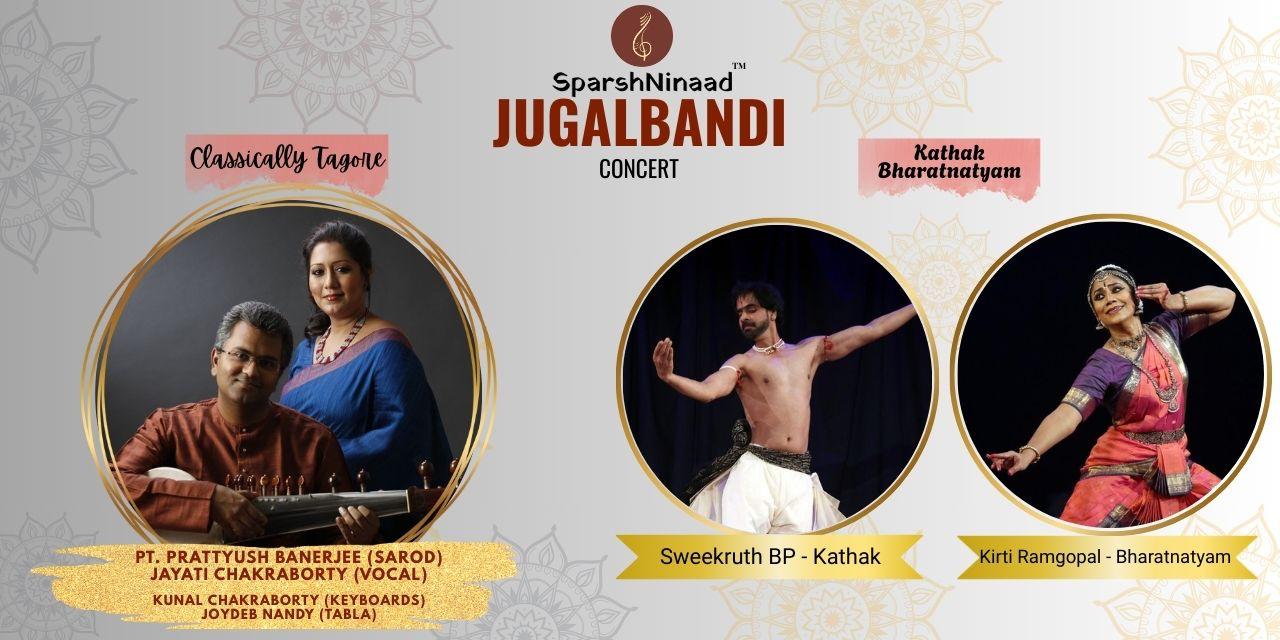 SparshNinaad™
JUGALBANDI
CONCERT
Classically Tagore
PT. PRATTYUSH BANERJEE (SAROD)
JAYATI CHAKRABORTY (VOCAL)
KUNAL CHAKRABORTY (KEYBOARDS)
JOYDEB NANDY (TABLA)
Kathak
Bharatnatyam
Sweekruth BP - Kathak
Kirti Ramgopal - Bharatnatyam